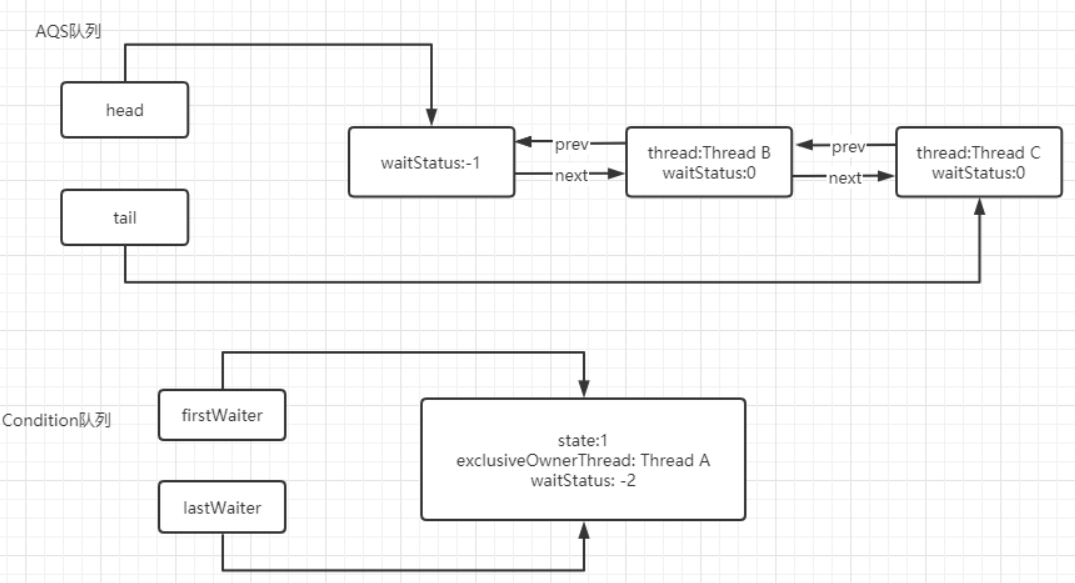 AQS队列
head
waitStatus:-1
prev
next
thread:Thread B
waitStatus:0
prev
next
thread:Thread C
waitStatus:0
tail
Condition队列
firstWaiter
lastWaiter
state:1
exclusiveOwnerThread: Thread A
waitStatus: -2